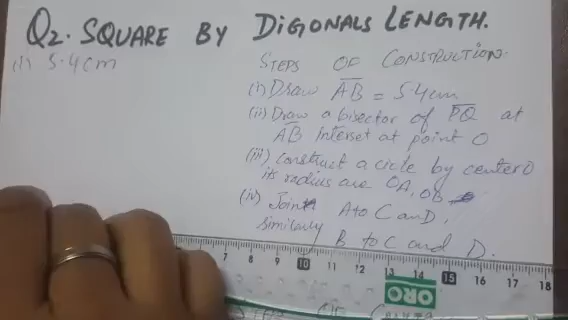 Q2. SQUARE BY DIGONALS LENGTH.
(i) 5.4cm
STEPS OF CONSTRUCTION:
(i) Draw AB = 5.4cm
(ii) Draw a bisector of PQ at
AB interset at point O
(iii) Construct a cicle by center O
its radius are OA, OB
(iv) Join A to C and D,
similarly B to C and D.
7 8 9 10 11 12 13 14 15 16 17 18
ORO
OF